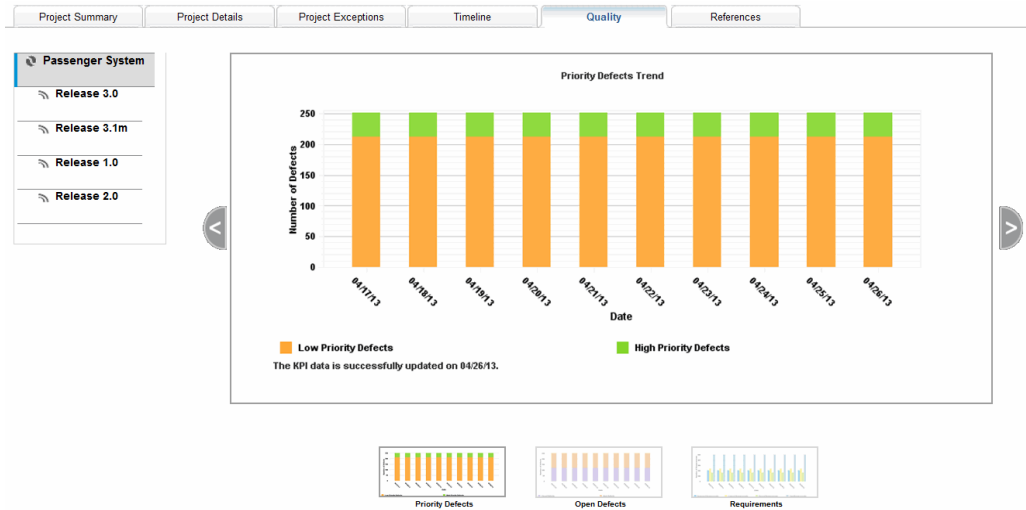 Project Summary
Project Details
Project Exceptions
Timeline
Quality
References
Passenger System
Release 3.0
Release 3.1m
Release 1.0
Release 2.0
<
>
Priority Defects Trend
Number of Defects
250
200
150
100
50
0
04/17/13
04/18/13
04/19/13
04/20/13
04/21/13
04/22/13
04/23/13
04/24/13
04/25/13
04/26/13
Date
Low Priority Defects
High Priority Defects
The KPI data is successfully updated on 04/26/13.
Priority Defects
Open Defects
Requirements